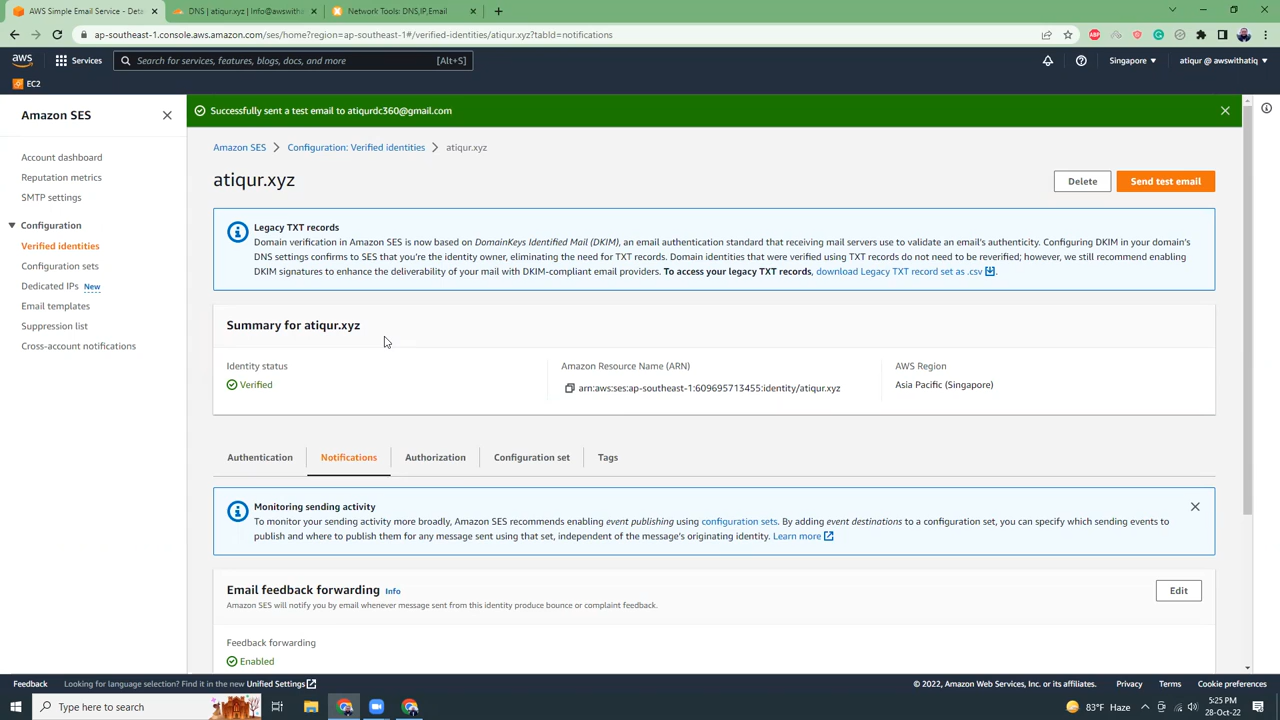 AWS Simple Email Service - Dete
DNS | atiqur.xyz | Info@awswithat
Network Tools: DNS,IP,Email
ap-southeast-1.console.aws.amazon.com/ses/home?region=ap-southeast-1#/verified-identities/atiqur.xyz?tabId=notifications
aws
Services
Search for services, features, blogs, docs, and more
[Alt+S]
Singapore
atiqur @ awswithatiq
EC2
Amazon SES
Account dashboard
Reputation metrics
SMTP settings
Configuration
Verified identities
Configuration sets
Dedicated IPs New
Email templates
Suppression list
Cross-account notifications
Successfully sent a test email to atiqurdc360@gmail.com
Amazon SES
Configuration: Verified identities
atiqur.xyz
atiqur.xyz
Delete
Send test email
Legacy TXT records
Domain verification in Amazon SES is now based on DomainKeys Identified Mail (DKIM), an email authentication standard that receiving mail servers use to validate an email's authenticity. Configuring DKIM in your domain's
DNS settings confirms to SES that you're the identity owner, eliminating the need for TXT records. Domain identities that were verified using TXT records do not need to be reverified; however, we still recommend enabling
DKIM signatures to enhance the deliverability of your mail with DKIM-compliant email providers. To access your legacy TXT records, download Legacy TXT record set as .csv .
Summary for atiqur.xyz
Identity status
Verified
Amazon Resource Name (ARN)
arn:aws:ses:ap-southeast-1:609695713455:identity/atiqur.xyz
AWS Region
Asia Pacific (Singapore)
Authentication
Notifications
Authorization
Configuration set
Tags
Monitoring sending activity
To monitor your sending activity more broadly, Amazon SES recommends enabling event publishing using configuration sets. By adding event destinations to a configuration set, you can specify which sending events to
publish and where to publish them for any message sent using that set, independent of the message's originating identity. Learn more
Email feedback forwarding Info
Edit
Amazon SES will notify you by email whenever message sent from this identity produce bounce or complaint feedback.
Feedback forwarding
Enabled
Feedback
Looking for language selection? Find it in the new Unified Settings
© 2022, Amazon Web Services, Inc. or its affiliates.
Privacy
Terms
Cookie preferences
Type here to search
83°F Haze
5:25 PM
28-Oct-22